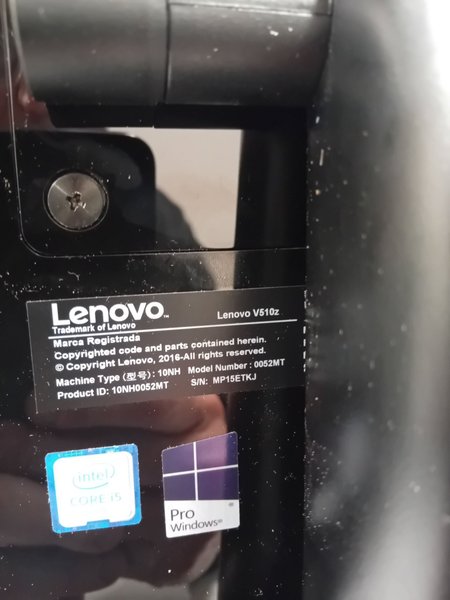 Lenovo™
Lenovo V510z
Trademark of Lenovo
Marca Registrada
Copyrighted code and parts contained herein.
© Copyright Lenovo, 2016-All rights reserved.
Machine Type (型号): 10NH Model Number : 0052MT
Product ID: 10NH0052MT S/N: MP15ETKJ
intel
CORE i5
Pro
Windows®